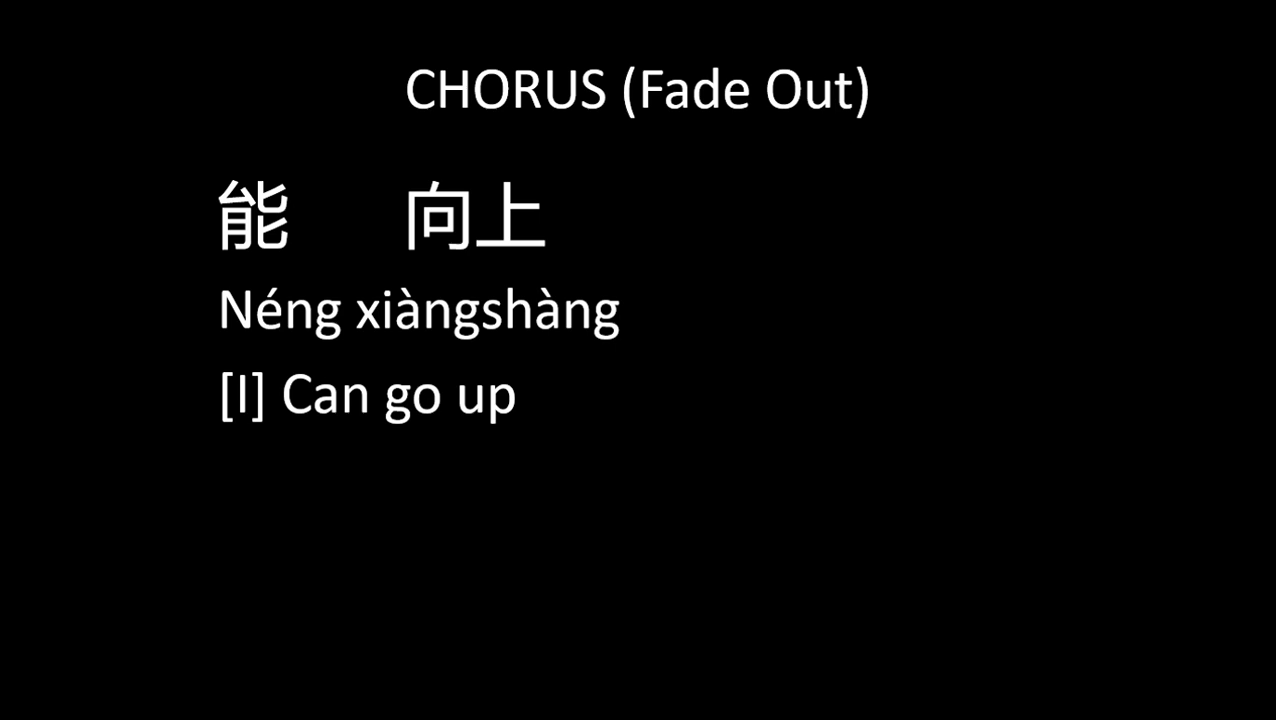 CHORUS (Fade Out)
能 向上
Néng xiàngshàng
[I] Can go up